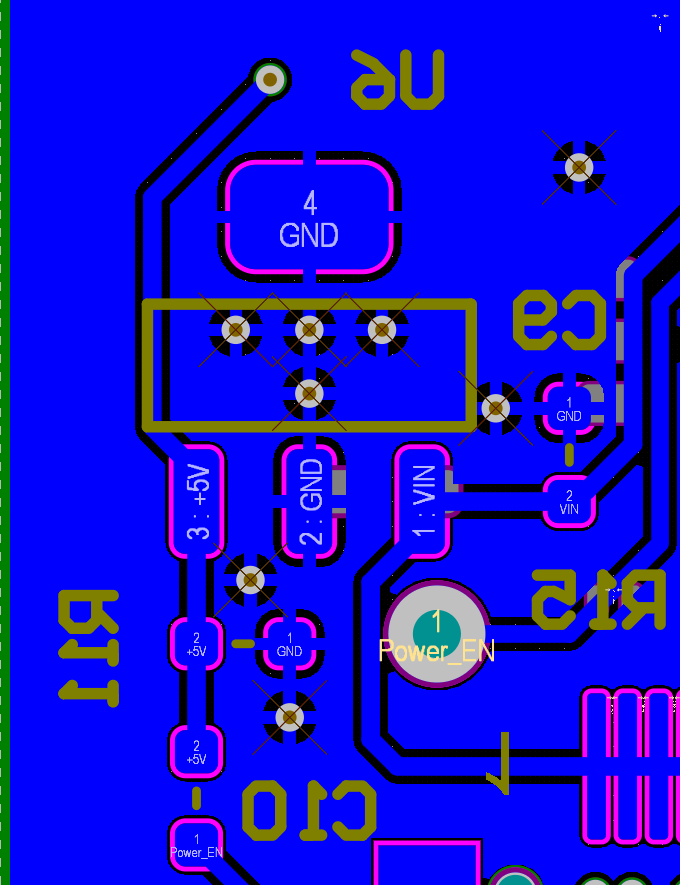 U6
4
GND
C9
1
GND
3 : +5V
2 : GND
1 : VIN
2
VIN
R15
R11
1
Power_EN
2
+5V
1
GND
2
+5V
1
C10
1
Power_EN